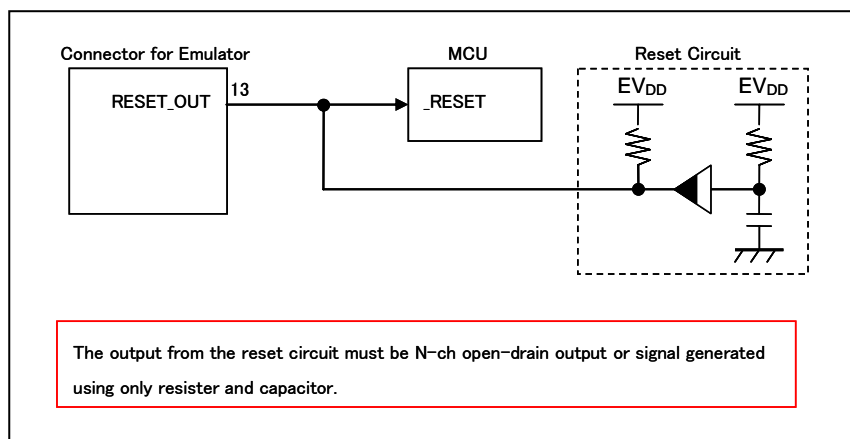 Connector for Emulator
MCU
Reset Circuit
RESET_OUT
13
_RESET
EVDD
EVDD
The output from the reset circuit must be N-ch open-drain output or signal generated
using only resister and capacitor.